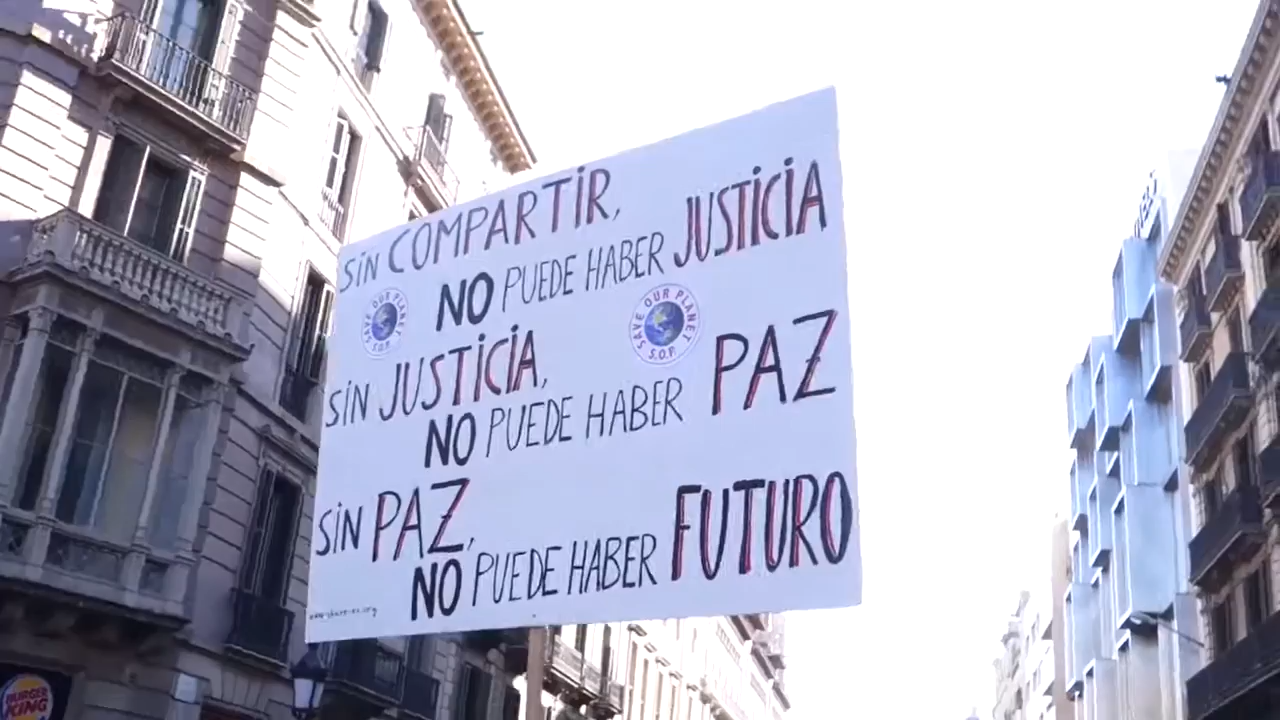 SiN COMPARTiR,
NO PUEDE HABER JUSTiCiA
SAVE OUR PLANET
S.O.P.
SAVE OUR PLANET
S.O.P.
SiN JUSTiCiA,
NO PUEDE HABER PAZ
SiN PAZ,
NO PUEDE HABER FUTURO
BURGER
KING